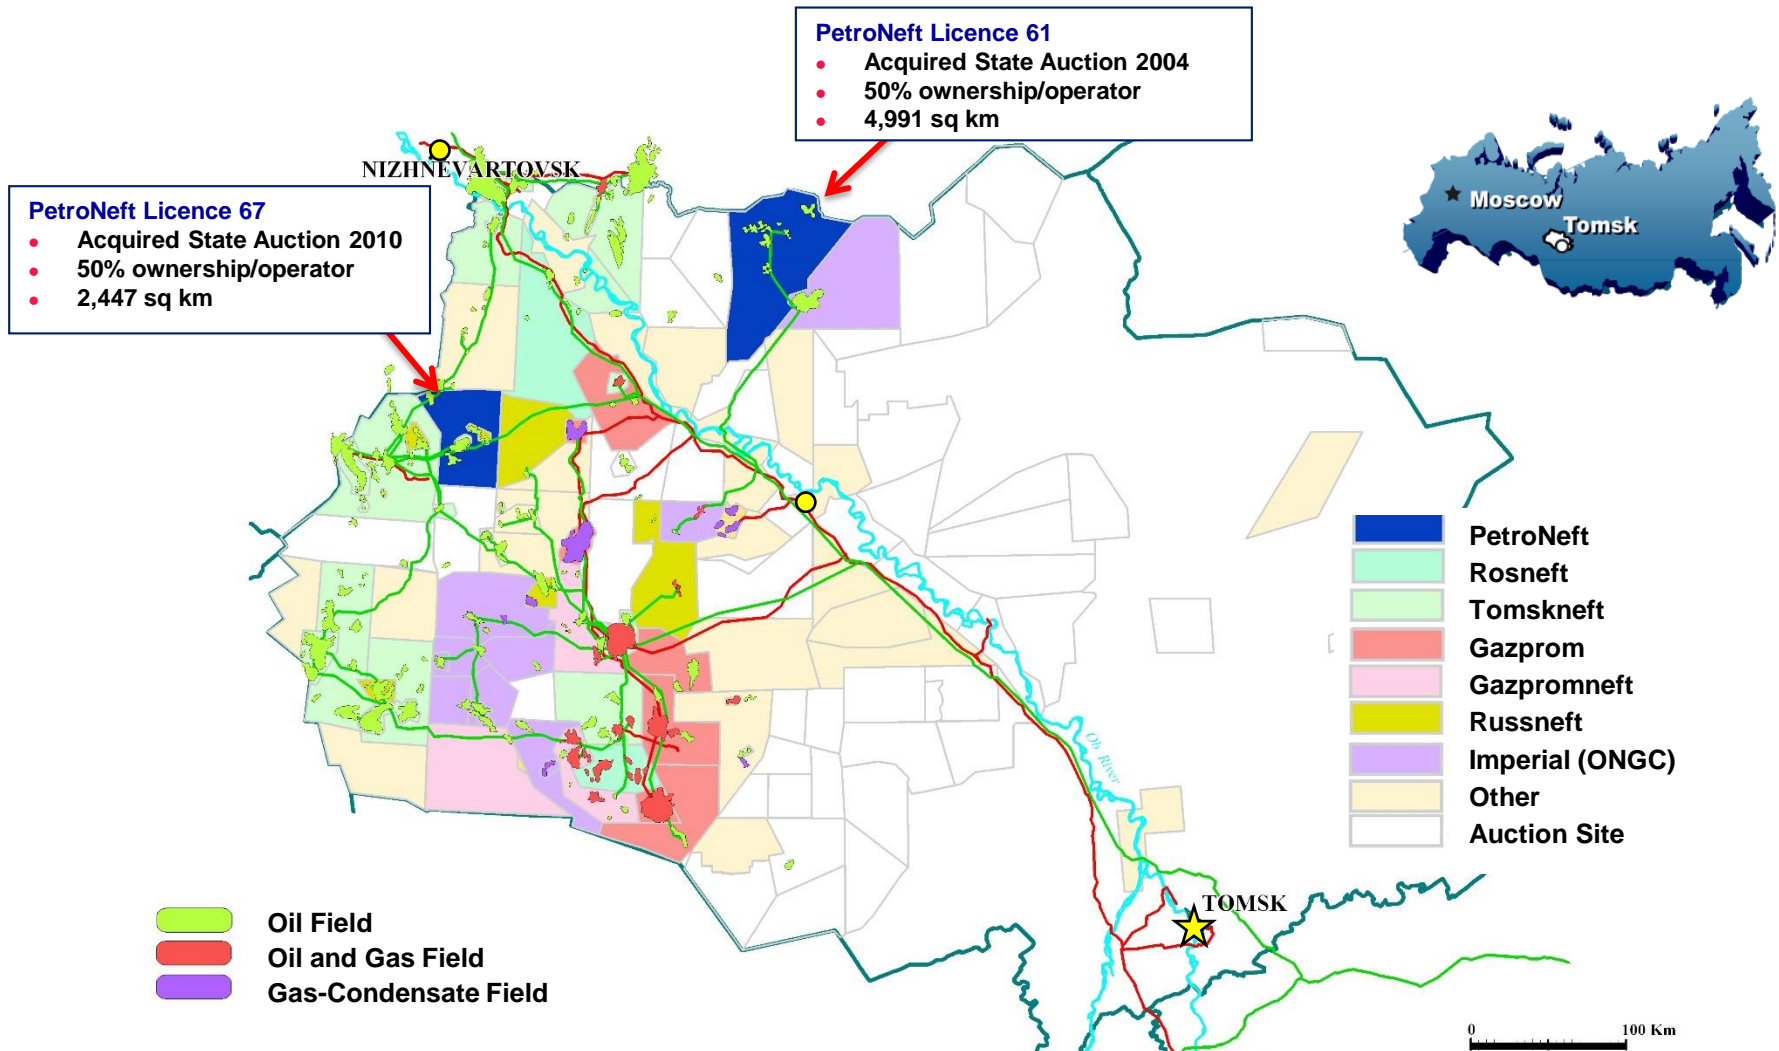 PetroNeft Licence 61
• Acquired State Auction 2004
• 50% ownership/operator
• 4,991 sq km
NIZHNEVARTOVSK
PetroNeft Licence 67
• Acquired State Auction 2010
• 50% ownership/operator
• 2,447 sq km
Moscow
Tomsk
PetroNeft
Rosneft
Tomskneft
Gazprom
Gazpromneft
Russneft
Imperial (ONGC)
Other
Auction Site
Ob River
TOMSK
Oil Field
Oil and Gas Field
Gas-Condensate Field
0 100 Km